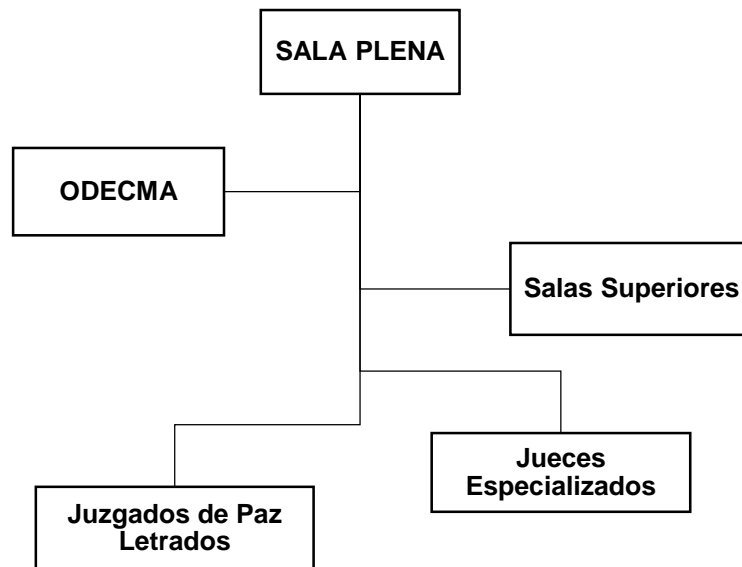 SALA PLENA
ODECMA
Salas Superiores
Jueces
Especializados
Juzgados de Paz
Letrados